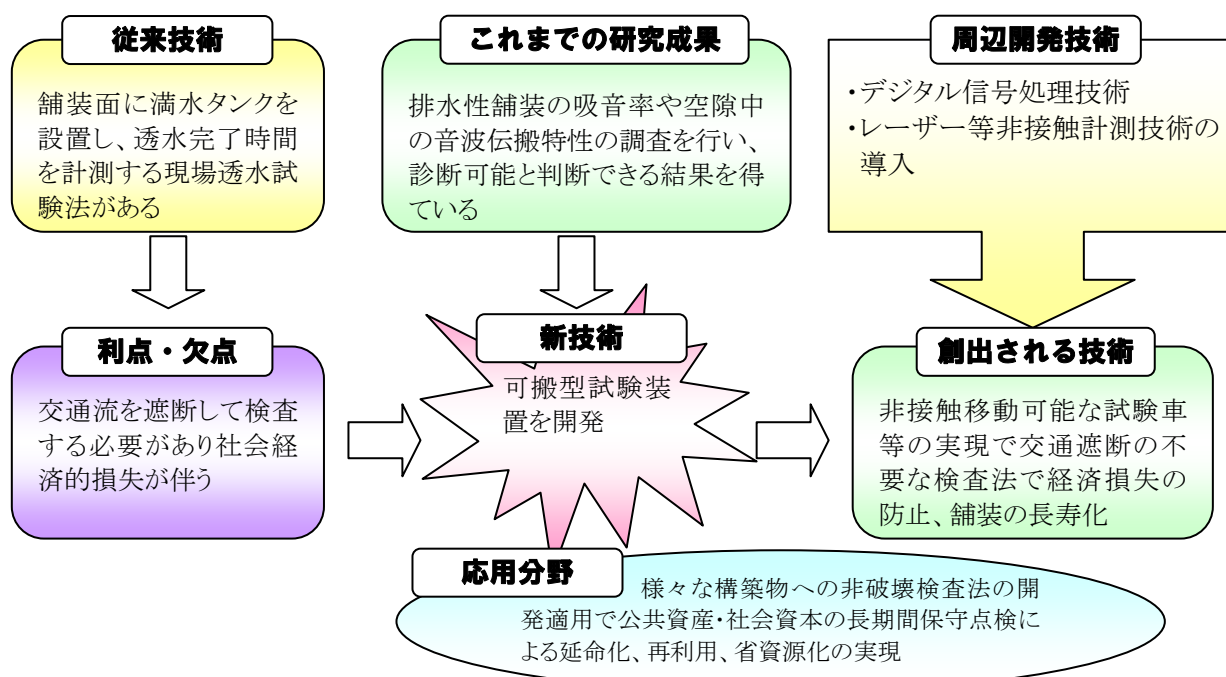 従来技術
舗装面に満水タンクを
設置し、透水完了時間
を計測する現場透水試
験法がある
これまでの研究成果
排水性舗装の吸音率や空隙中
の音波伝搬特性の調査を行い、
診断可能と判断できる結果を得
ている
周辺開発技術
・デジタル信号処理技術
・レーザー等非接触計測技術の
導入
利点・欠点
交通流を遮断して検査
する必要があり社会経
済的損失が伴う
新技術
可搬型試験装
置を開発
創出される技術
非接触移動可能な試験車
等の実現で交通遮断の不
要な検査法で経済損失の
防止、舗装の長寿化
応用分野
様々な構築物への非破壊検査法の開
発適用で公共資産・社会資本の長期間保守点検に
よる延命化、再利用、省資源化の実現